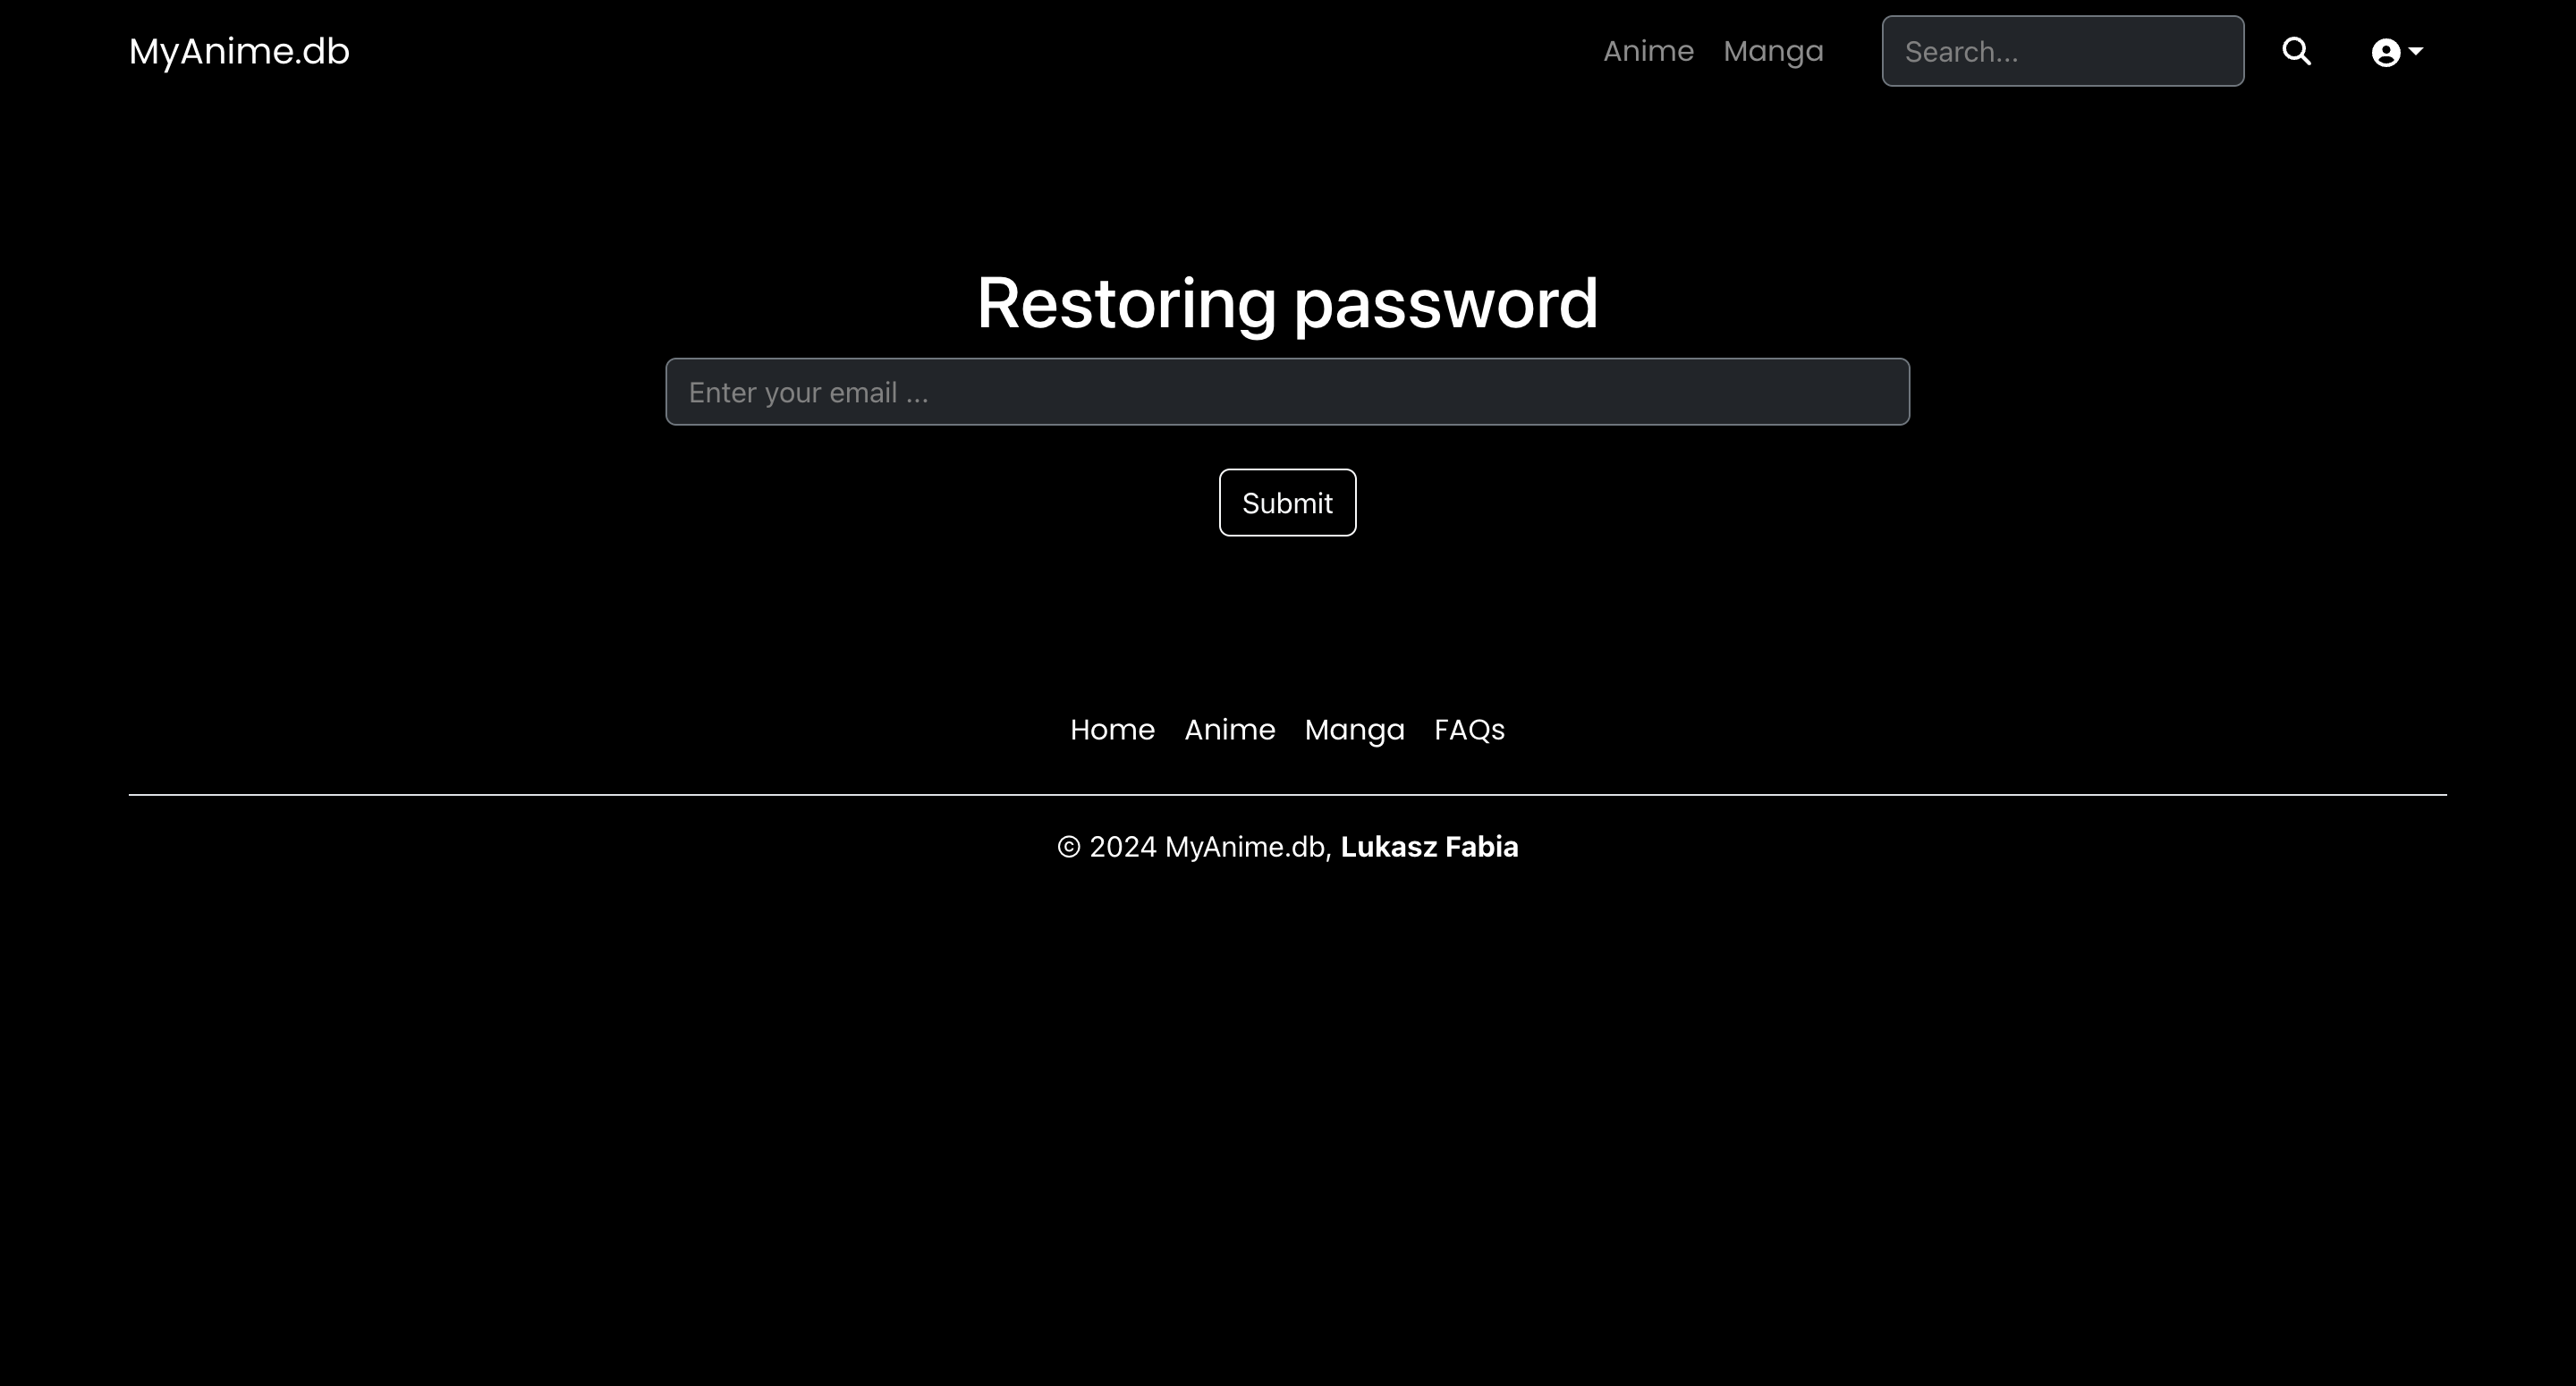 MyAnime.db Anime Manga Search...
Restoring password
Enter your email ...
Submit
Home Anime Manga FAQs
© 2024 MyAnime.db, Lukasz Fabia